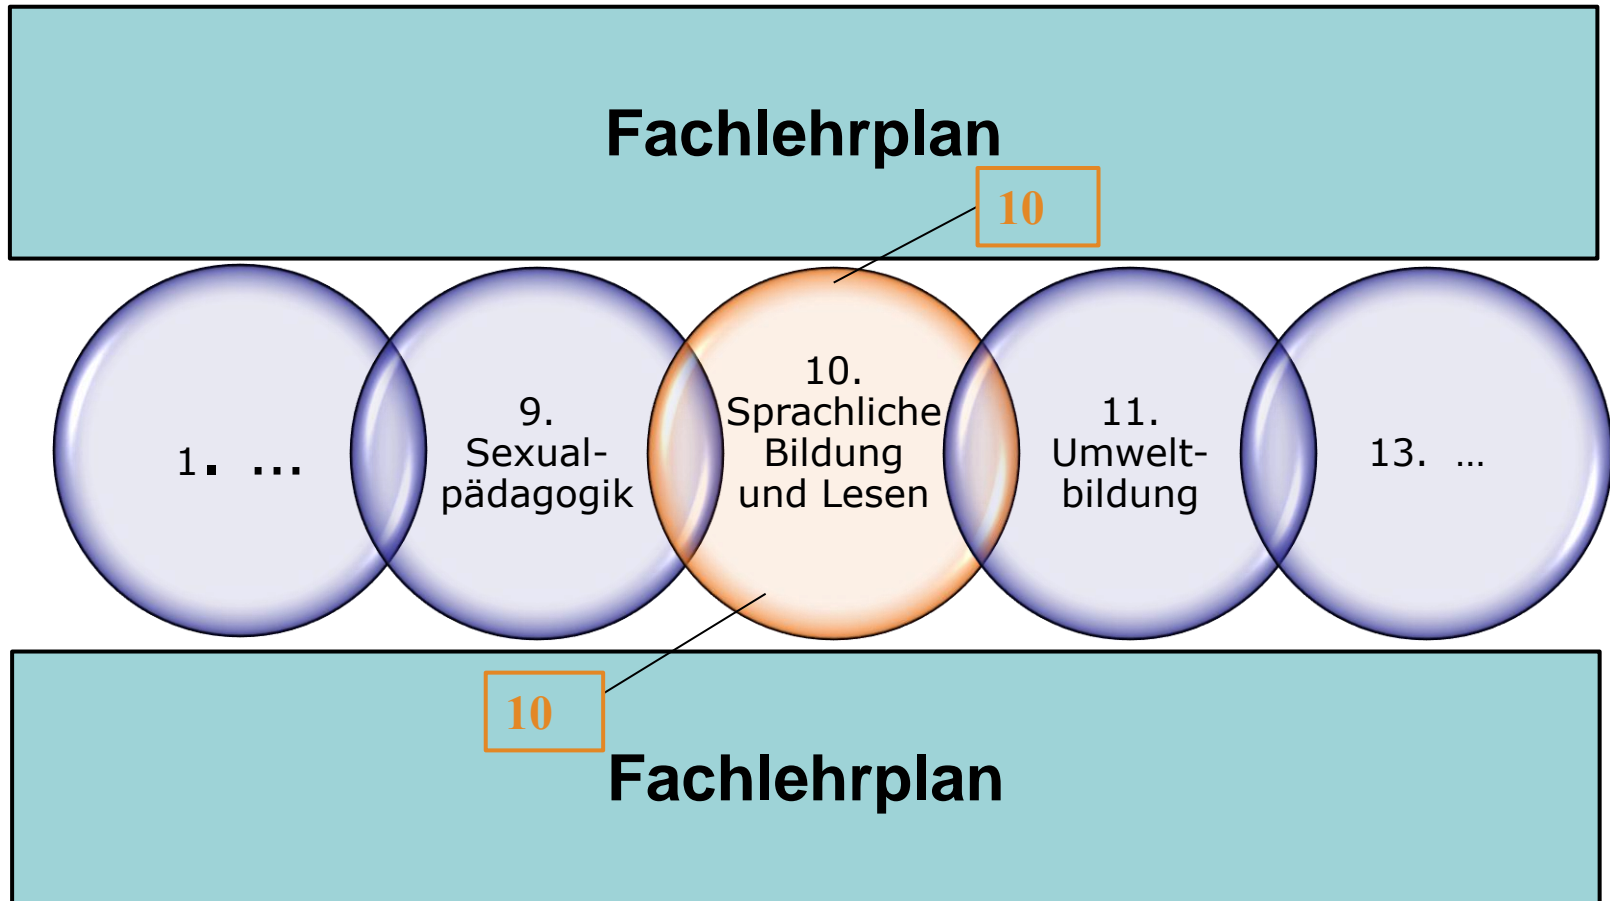 Fachlehrplan
10
1. ...
9.
Sexual-
pädagogik
10.
Sprachliche
Bildung
und Lesen
11.
Umwelt-
bildung
13. ...
10
Fachlehrplan